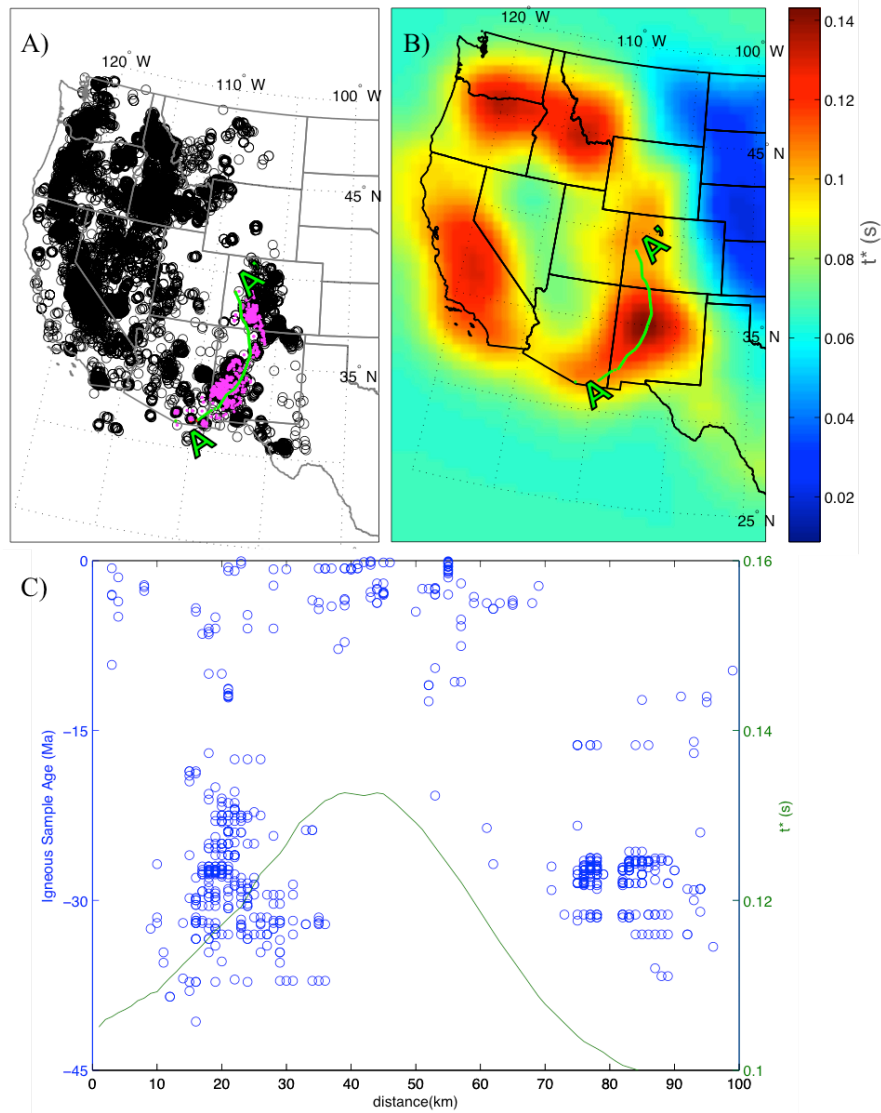 A)
120° W
110° W
100° W
45° N
35° N
A'
A
B)
120° W
110° W
100° W
45° N
35° N
25° N
A'
A
0.14
0.12
0.1
0.08
0.06
0.04
0.02
t* (s)
C)
0
−15
−30
−45
Igneous Sample Age (Ma)
0.16
0.14
0.12
0.1
t* (s)
0 10 20 30 40 50 60 70 80 90 100
distance(km)